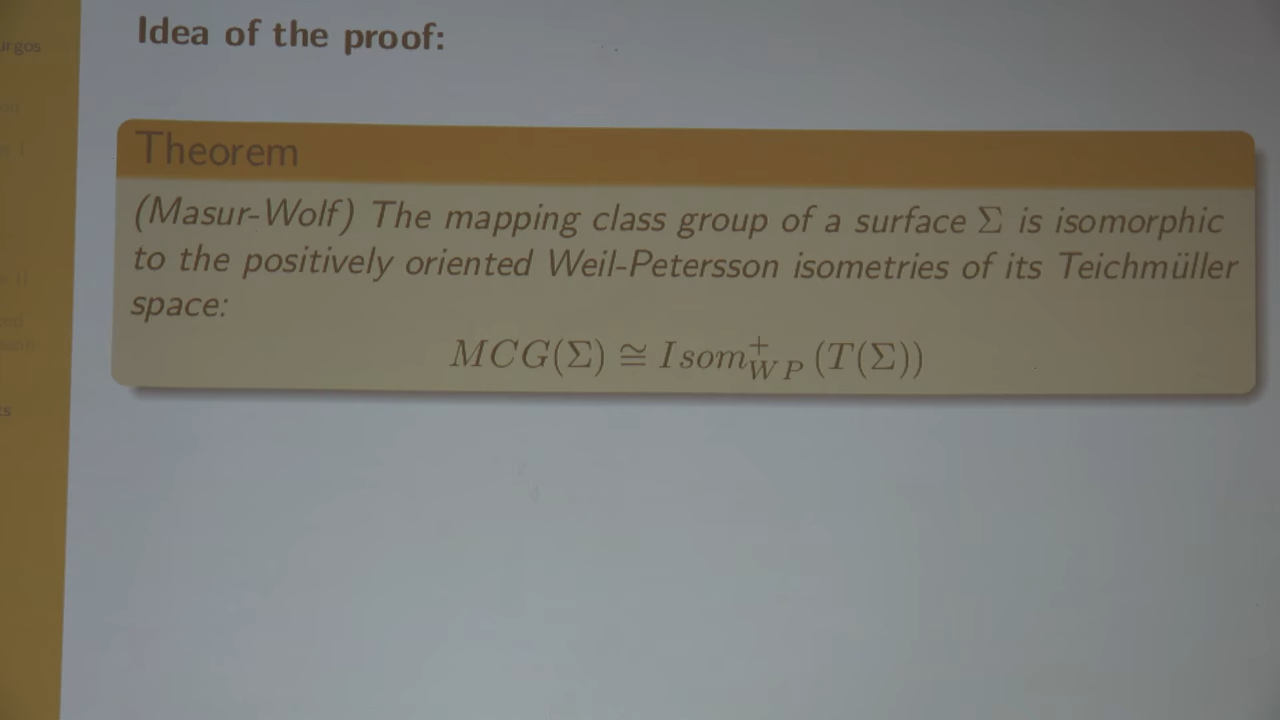 Idea of the proof:
Theorem
(Masur-Wolf) The mapping class group of a surface Σ is isomorphic
to the positively oriented Weil-Petersson isometries of its Teichmüller
space:
MCG(Σ) ≅ Isom⁺_{WP} (T(Σ))